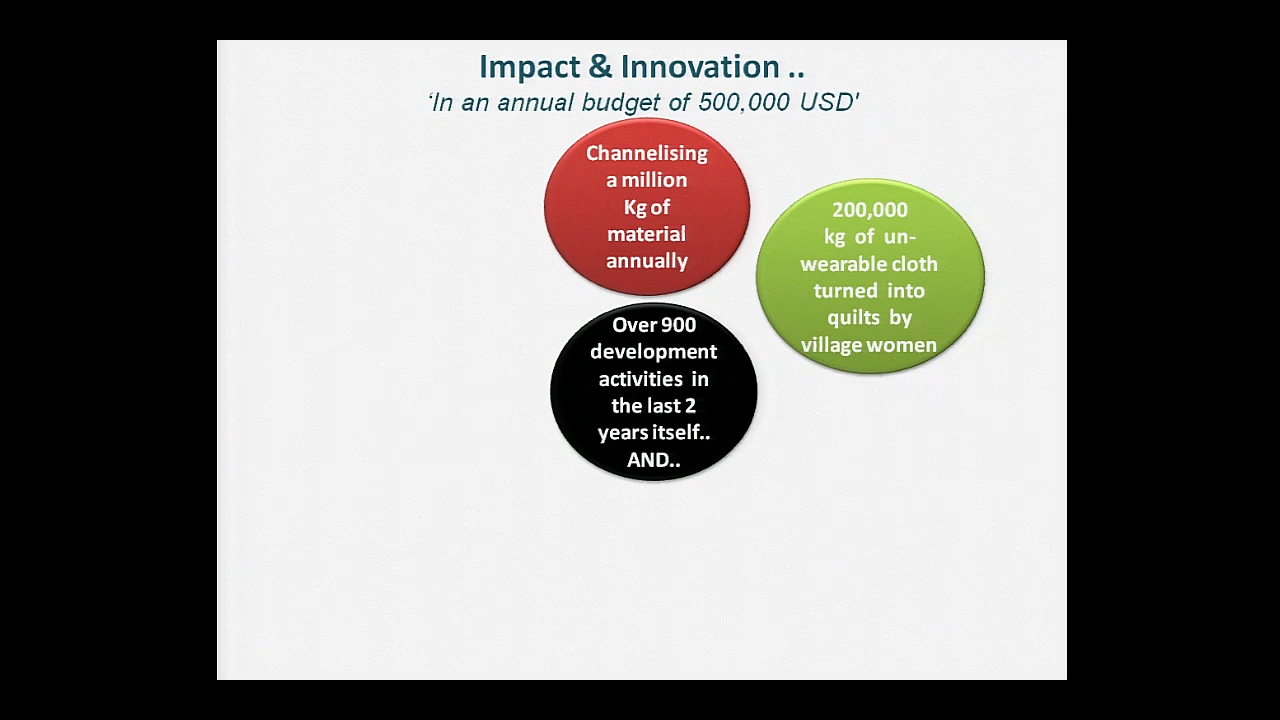 Impact & Innovation ..
‘In an annual budget of 500,000 USD'
Channelising
a million
Kg of
material
annually
200,000
kg of un-
wearable cloth
turned into
quilts by
village women
Over 900
development
activities in
the last 2
years itself..
AND..